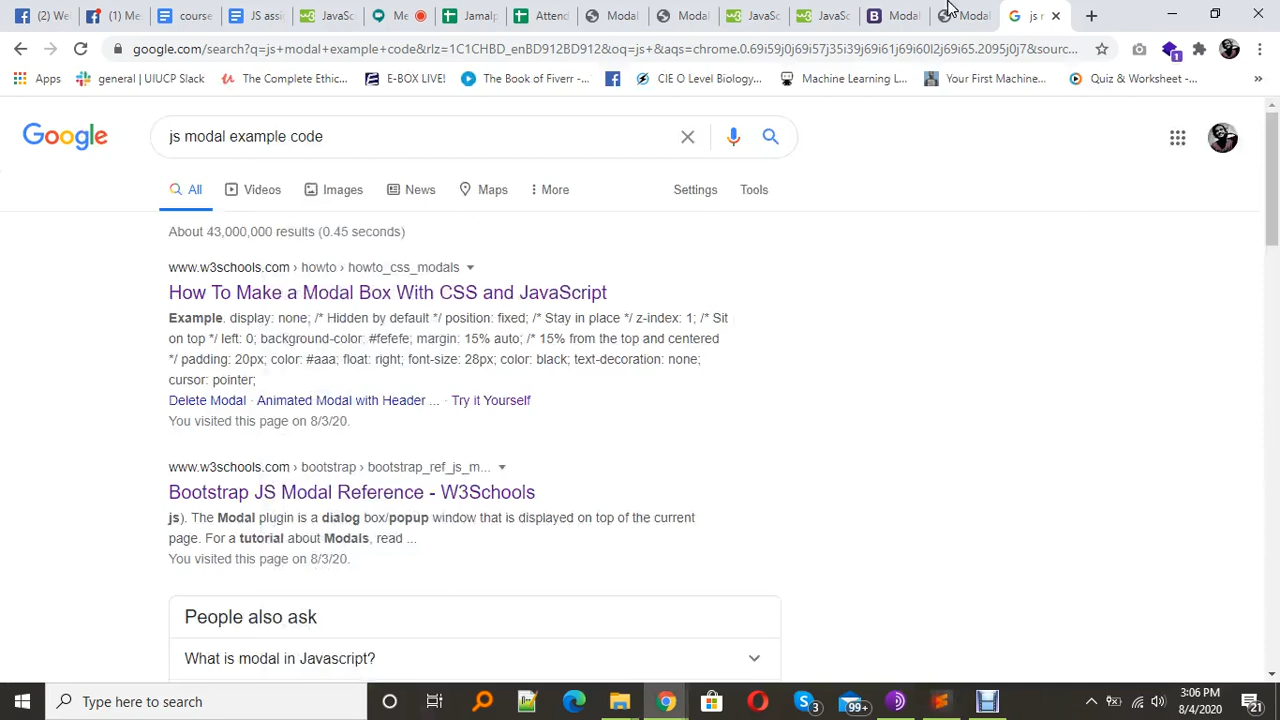 (2) We
(1) Me
course
JS assi
JavaSc
Me
Jamalp
Attend
Modal
Modal
JavaSc
JavaSc
Modal
Modal
js r
google.com/search?q=js+modal+example+code&rlz=1C1CHBD_enBD912BD912&oq=js+&aqs=chrome.0.69i59j0j69i57j35i39j69i61j69i60l2j69i65.2095j0j7&sourc...
Apps
general | UIUCP Slack
The Complete Ethic...
E-BOX LIVE!
The Book of Fiverr -...
CIE O Level Biology...
Machine Learning L...
Your First Machine...
Quiz & Worksheet -...
»
Google
js modal example code
All
Videos
Images
News
Maps
More
Settings
Tools
About 43,000,000 results (0.45 seconds)
www.w3schools.com › howto › howto_css_modals
How To Make a Modal Box With CSS and JavaScript
Example. display: none; /* Hidden by default */ position: fixed; /* Stay in place */ z-index: 1; /* Sit
on top */ left: 0; background-color: #fefefe; margin: 15% auto; /* 15% from the top and centered
*/ padding: 20px; color: #aaa; float: right; font-size: 28px; color: black; text-decoration: none;
cursor: pointer;
Delete Modal · Animated Modal with Header ... · Try it Yourself
You visited this page on 8/3/20.
www.w3schools.com › bootstrap › bootstrap_ref_js_m...
Bootstrap JS Modal Reference - W3Schools
js). The Modal plugin is a dialog box/popup window that is displayed on top of the current
page. For a tutorial about Modals, read ...
You visited this page on 8/3/20.
People also ask
What is modal in Javascript?
Type here to search
3
99+
3:06 PM
8/4/2020
21